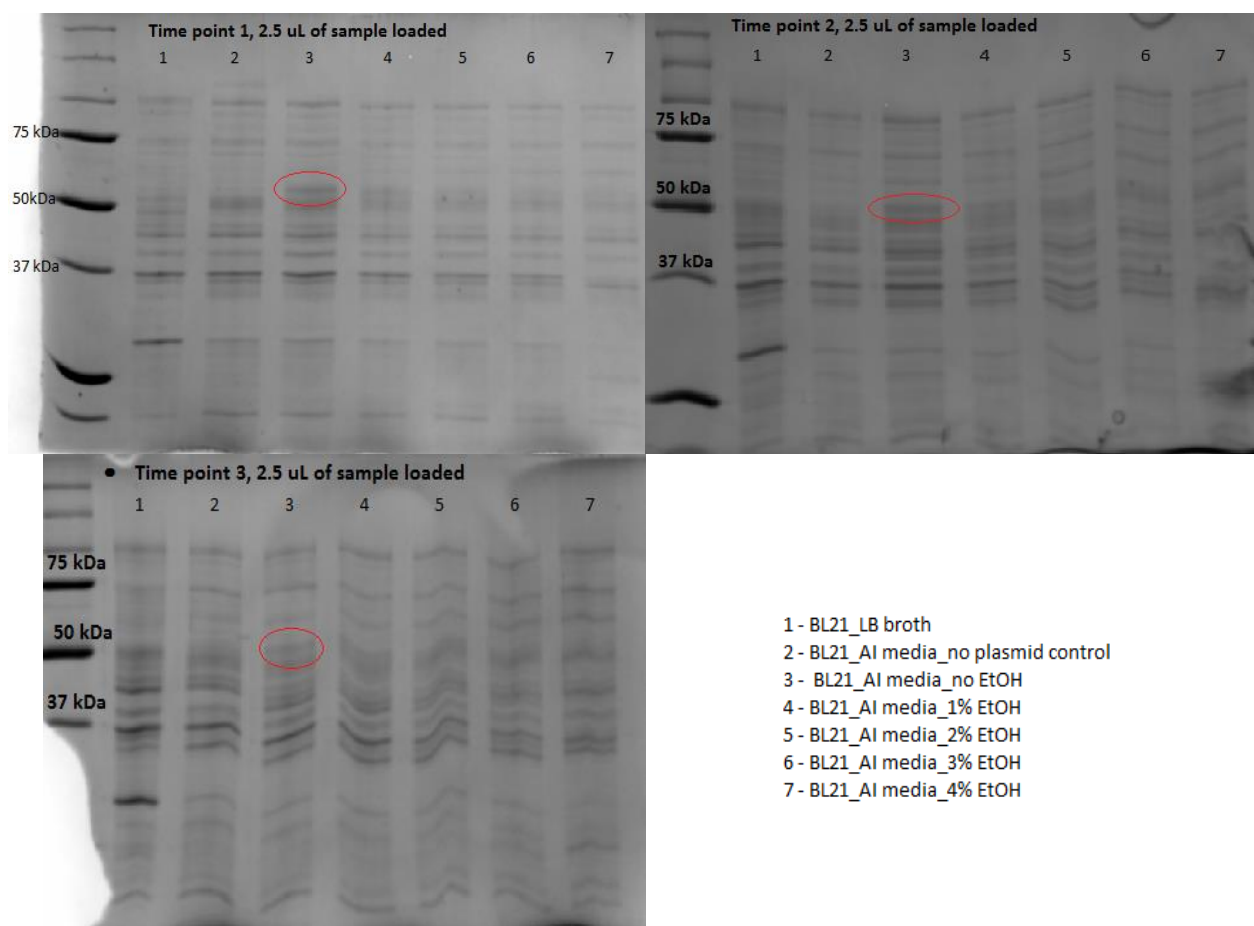 Time point 1, 2.5 uL of sample loaded
1 2 3 4 5 6 7
75 kDa
50kDa
37 kDa
Time point 2, 2.5 uL of sample loaded
1 2 3 4 5 6 7
75 kDa
50 kDa
37 kDa
• Time point 3, 2.5 uL of sample loaded
1 2 3 4 5 6 7
75 kDa
50 kDa
37 kDa
1 - BL21_LB broth
2 - BL21_AI media_no plasmid control
3 - BL21_AI media_no EtOH
4 - BL21_AI media_1% EtOH
5 - BL21_AI media_2% EtOH
6 - BL21_AI media_3% EtOH
7 - BL21_AI media_4% EtOH